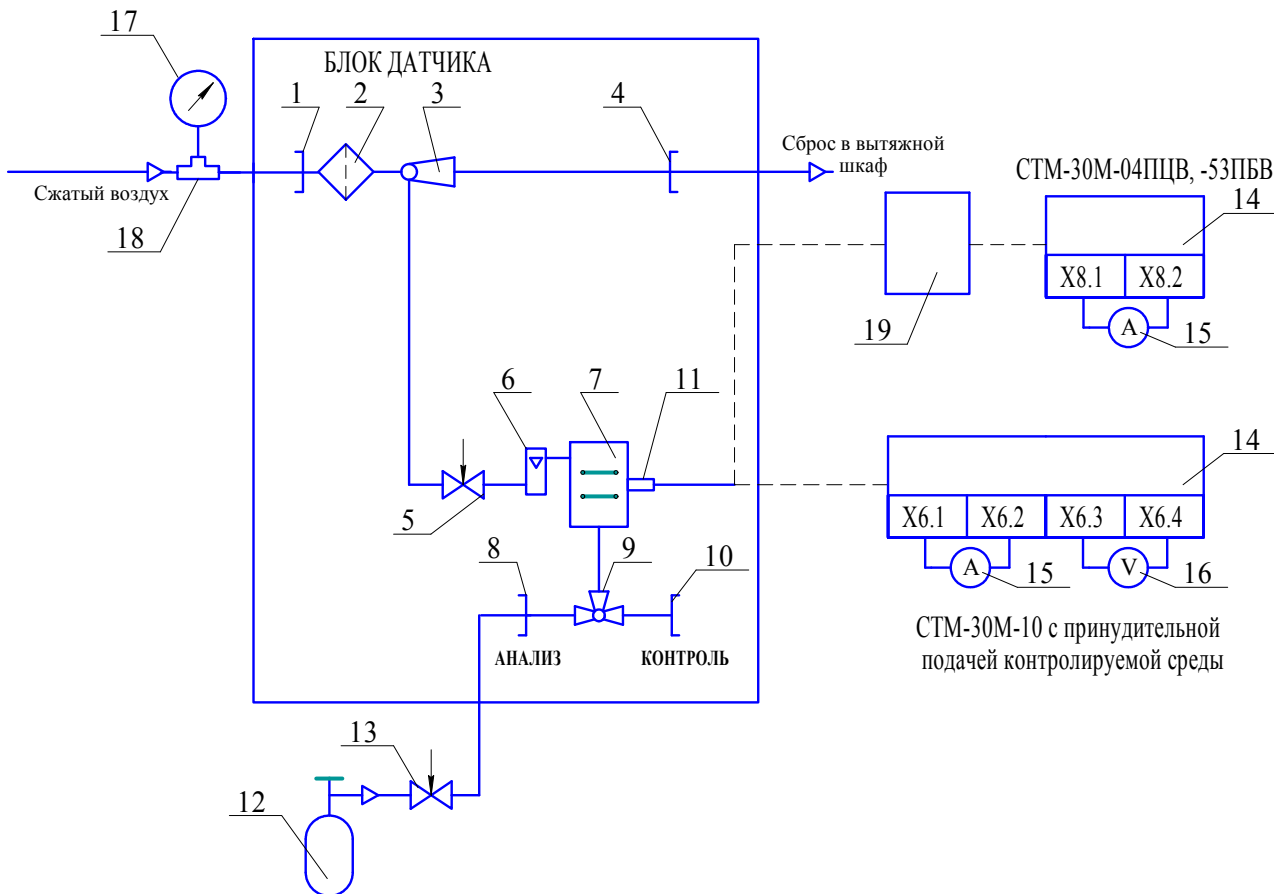 17
БЛОК ДАТЧИКА
1
2
3
4
Сброс в вытяжной
шкаф
СТМ-30М-04ПЦВ, -53ПБВ
Сжатый воздух
18
14
X8.1
X8.2
19
A
15
6
7
11
14
5
X6.1
X6.2
X6.3
X6.4
8
9
10
A
15
V
16
АНАЛИЗ
КОНТРОЛЬ
СТМ-30М-10 с принудительной
подачей контролируемой среды
13
12